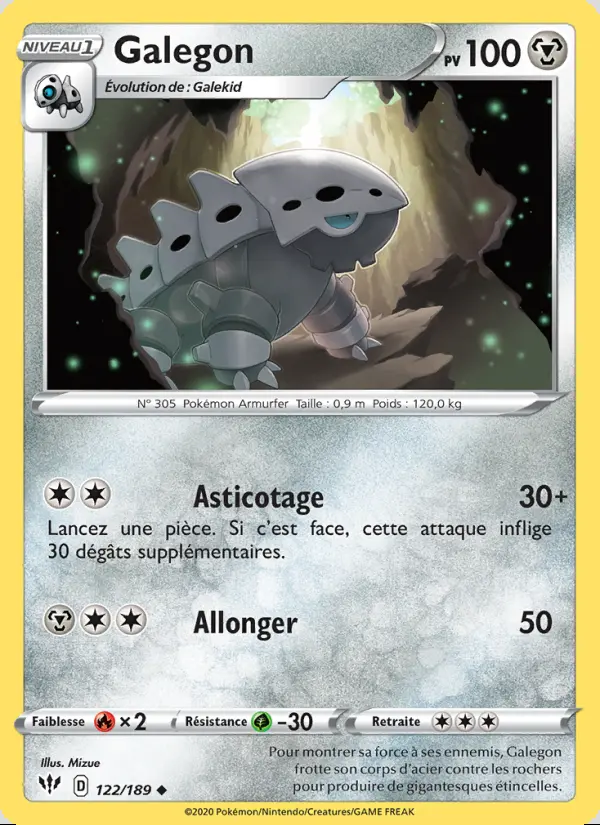 NIVEAU 1
Galegon
PV 100
Évolution de : Galekid
N° 305 Pokémon Armurfer Taille : 0,9 m Poids : 120,0 kg
Asticotage 30+
Lancez une pièce. Si c'est face, cette attaque inflige
30 dégâts supplémentaires.
Allonger 50
Faiblesse ×2 Résistance -30 Retraite
Illus. Mizue
Pour montrer sa force à ses ennemis, Galegon
frotte son corps d'acier contre les rochers
pour produire de gigantesques étincelles.
D 122/189
©2020 Pokémon/Nintendo/Creatures/GAME FREAK